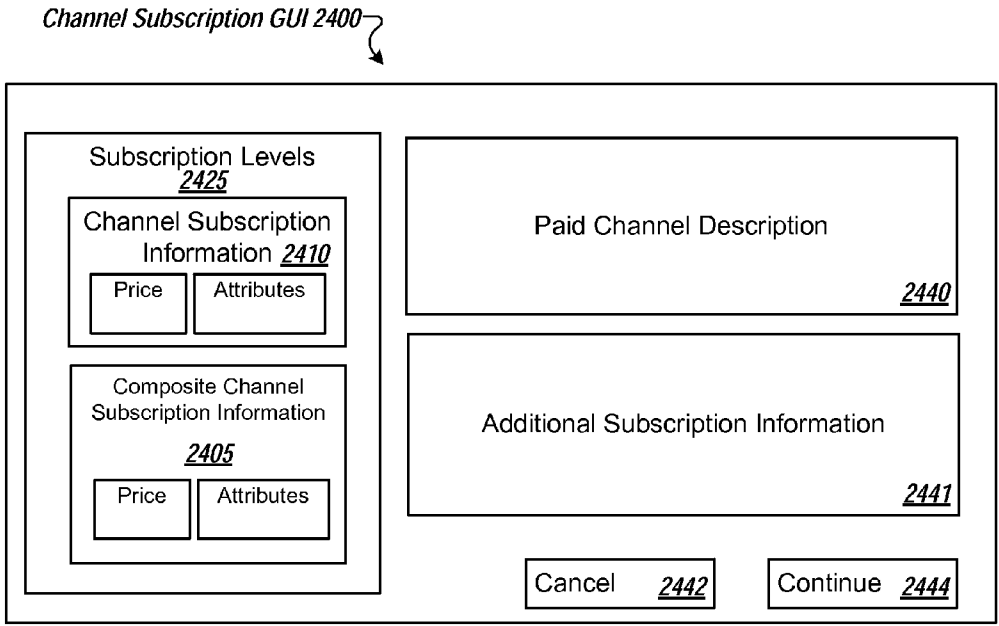 Channel Subscription GUI 2400
Subscription Levels
2425
Channel Subscription
Information 2410
Price
Attributes
Composite Channel
Subscription Information
2405
Price
Attributes
Paid Channel Description
2440
Additional Subscription Information
2441
Cancel 2442
Continue 2444